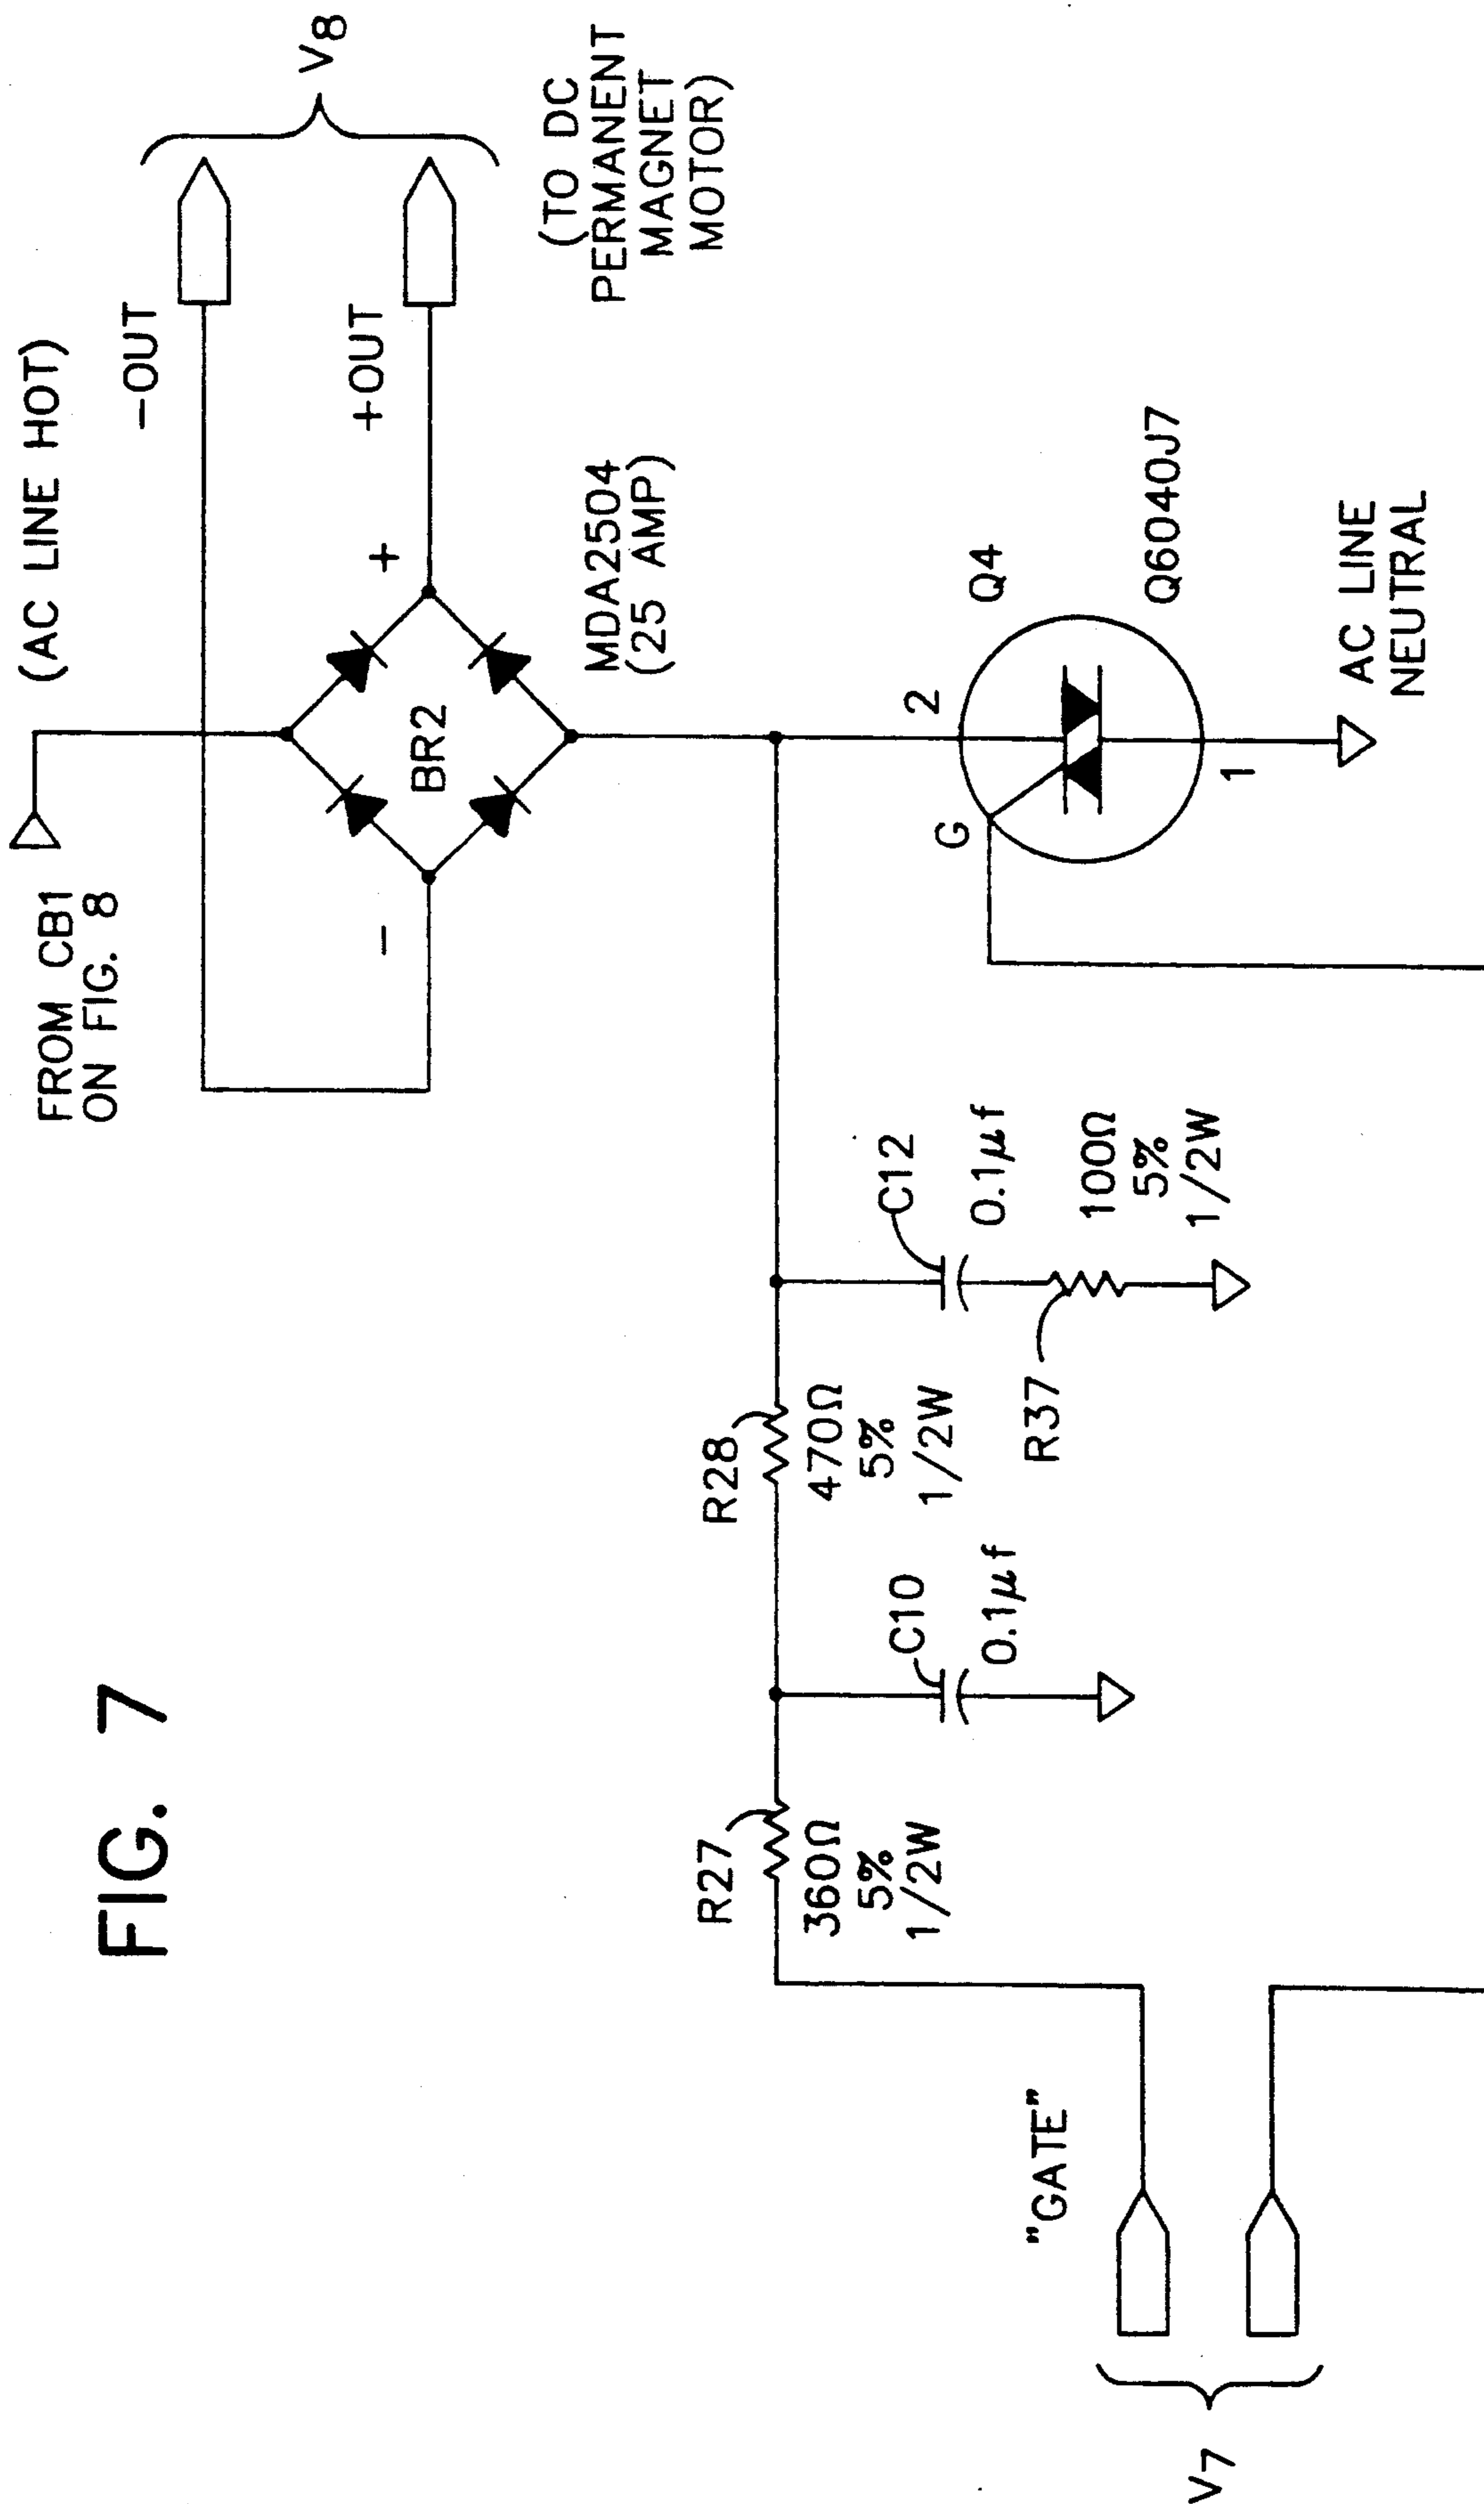 FIG. 7
FROM CB1
ON FIG. 8
(AC LINE HOT)
-OUT
V8
+OUT
+
-
BR2
(TO DC
PERMANENT
MAGNET
MOTOR)
MDA2504
(25 AMP)
R27
360Ω
5%
1/2W
R28
470Ω
5%
1/2W
C10
0.1µf
C12
0.1µf
R37
100Ω
5%
1/2W
G
2
Q4
1
Q6040J7
AC LINE
NEUTRAL
"GATE"
V7